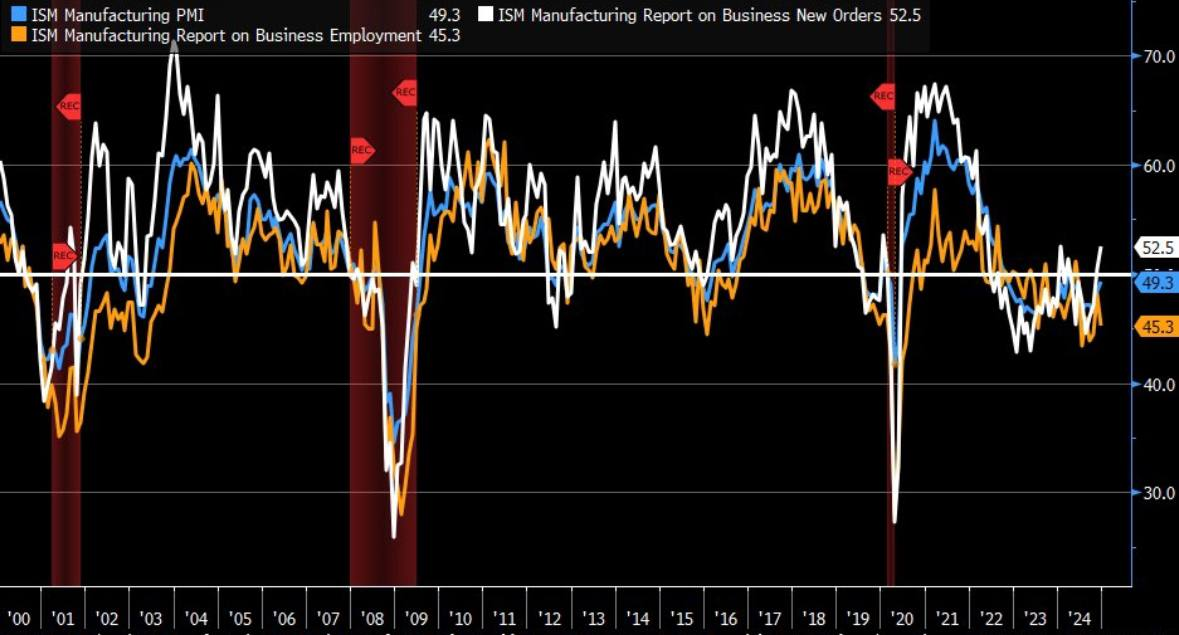 ISM Manufacturing PMI 49.3 ISM Manufacturing Report on Business New Orders 52.5
ISM Manufacturing Report on Business Employment 45.3
70.0
REC
REC
REC
REC
60.0
REC
REC
52.5
49.3
45.3
40.0
30.0
'00 '01 '02 '03 '04 '05 '06 '07 '08 '09 '10 '11 '12 '13 '14 '15 '16 '17 '18 '19 '20 '21 '22 '23 '24